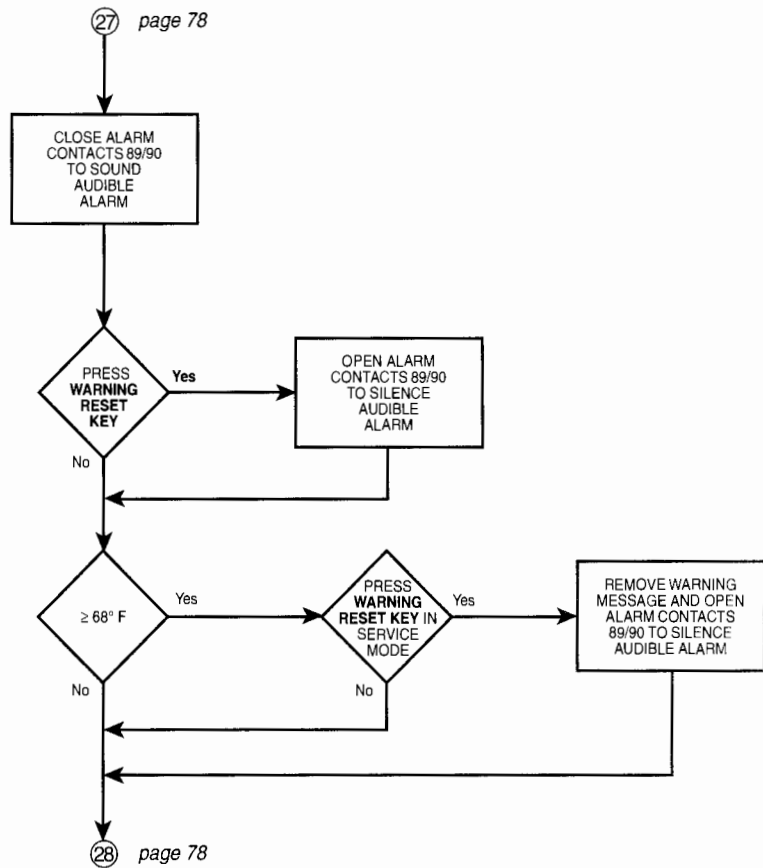 27 page 78
CLOSE ALARM
CONTACTS 89/90
TO SOUND
AUDIBLE
ALARM
PRESS
WARNING
RESET
KEY
Yes
No
OPEN ALARM
CONTACTS 89/90
TO SILENCE
AUDIBLE
ALARM
≥ 68° F
Yes
No
PRESS
WARNING
RESET KEY IN
SERVICE
MODE
Yes
No
REMOVE WARNING
MESSAGE AND OPEN
ALARM CONTACTS
89/90 TO SILENCE
AUDIBLE ALARM
28 page 78